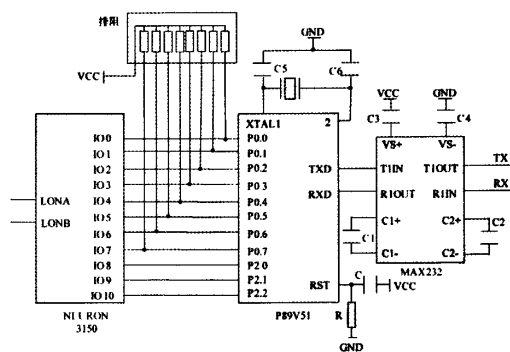 排阻
VCC
GND
C5
C6
XTAL1
2
VCC
GND
C3
C4
VS+
VS-
IO0
P0.0
IO1
P0.1
IO2
P0.2
IO3
P0 3
IO4
P0.4
IO5
P0.5
IO6
P0.6
IO7
P0.7
IO8
P2 0
IO9
P2.1
IO10
P2.2
LONA
LONB
TXD
T1IN
T1OUT
TX
RXD
R1OUT
R1IN
RX
C1+
C2+
C1
C2
C1-
C2-
MAX232
RST
C
VCC
R
GND
NEURON
3150
P89V51